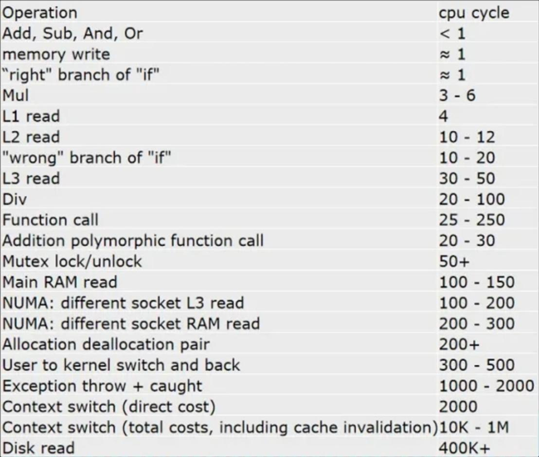 Operation cpu cycle
Add, Sub, And, Or < 1
memory write ≈ 1
"right" branch of "if" ≈ 1
Mul 3 - 6
L1 read 4
L2 read 10 - 12
"wrong" branch of "if" 10 - 20
L3 read 30 - 50
Div 20 - 100
Function call 25 - 250
Addition polymorphic function call 20 - 30
Mutex lock/unlock 50+
Main RAM read 100 - 150
NUMA: different socket L3 read 100 - 200
NUMA: different socket RAM read 200 - 300
Allocation deallocation pair 200+
User to kernel switch and back 300 - 500
Exception throw + caught 1000 - 2000
Context switch (direct cost) 2000
Context switch (total costs, including cache invalidation) 10K - 1M
Disk read 400K+